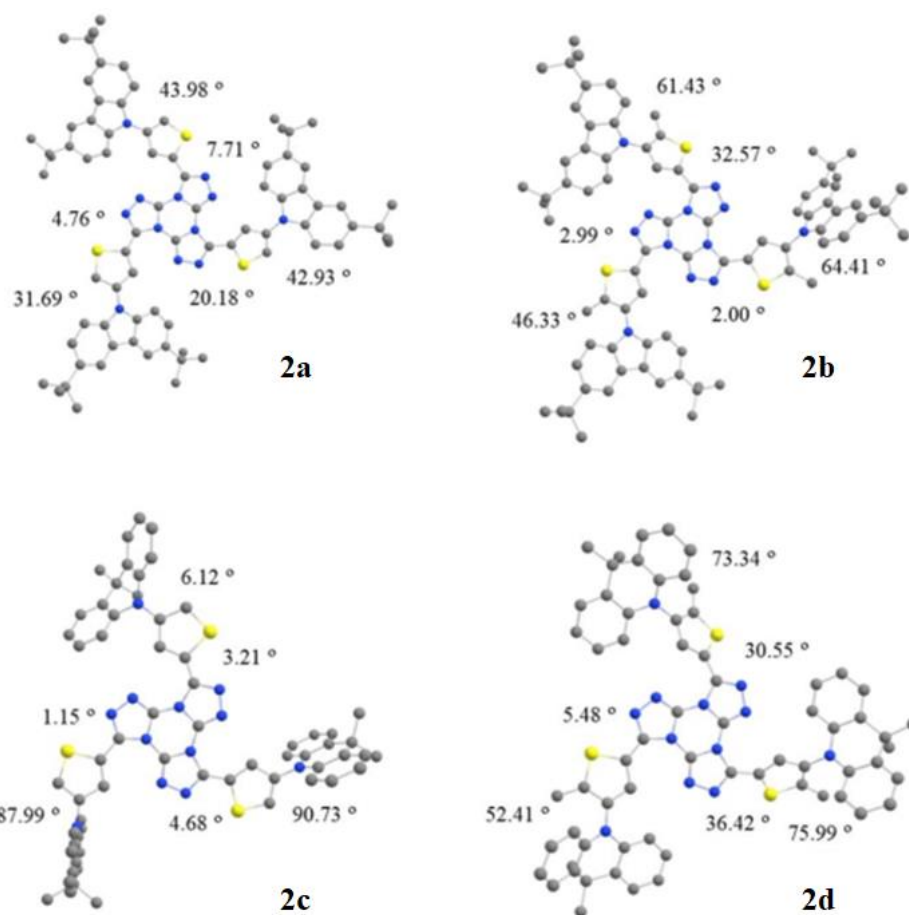 43.98 º
7.71 º
4.76 º
31.69 º
20.18 º
42.93 º
2a
61.43 º
32.57 º
2.99 º
64.41 º
46.33 º
2.00 º
2b
6.12 º
3.21 º
1.15 º
87.99 º
4.68 º
90.73 º
2c
73.34 º
30.55 º
5.48 º
52.41 º
36.42 º
75.99 º
2d